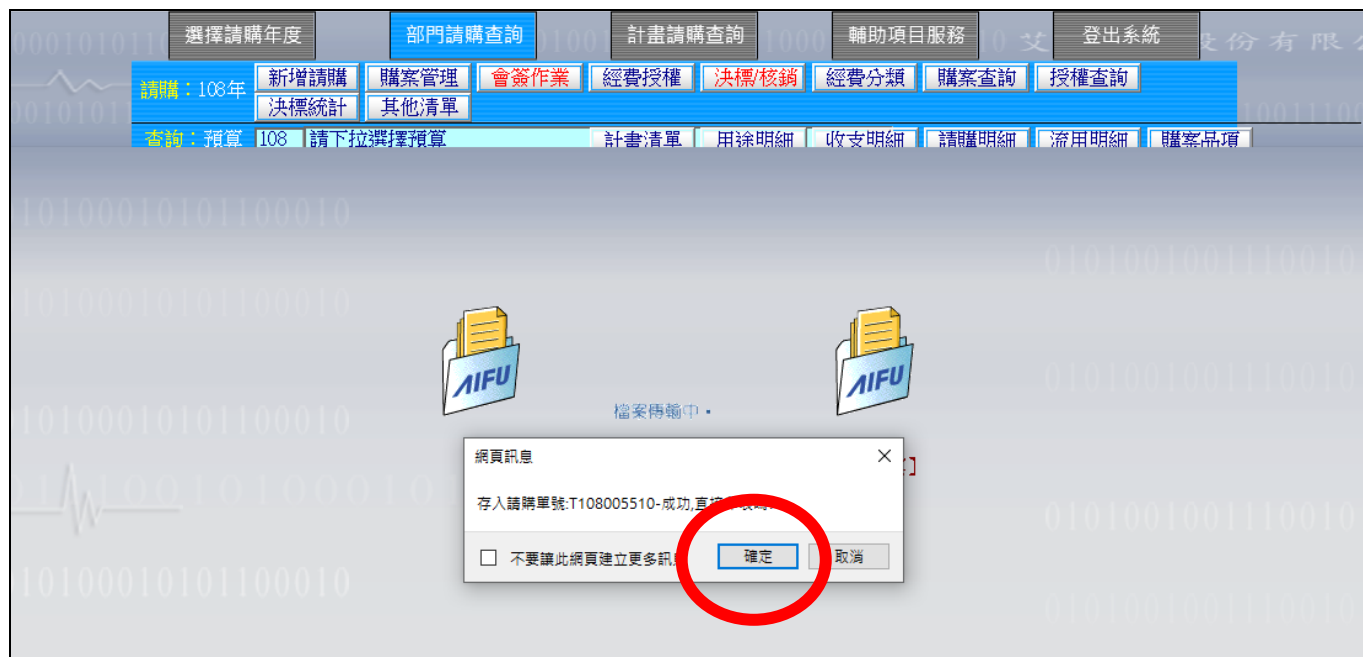 選擇請購年度 部門請購查詢 計畫請購查詢 輔助項目服務 登出系統
請購：108年 新增請購 購案管理 會簽作業 經費授權 決標/核銷 經費分類 購案查詢 授權查詢
決標統計 其他清單
查詢：預算 108 請下拉選擇預算 計畫清單 用途明細 收支明細 請購明細 流用明細 購案品項
10100010101100010
10100010101100010
AIFU AIFU
檔案傳輸中。
10100010101100010
網頁訊息
存入請購單號:T108005510-成功,直接
不要讓此網頁建立更多訊息 確定 取消
10100010101100010